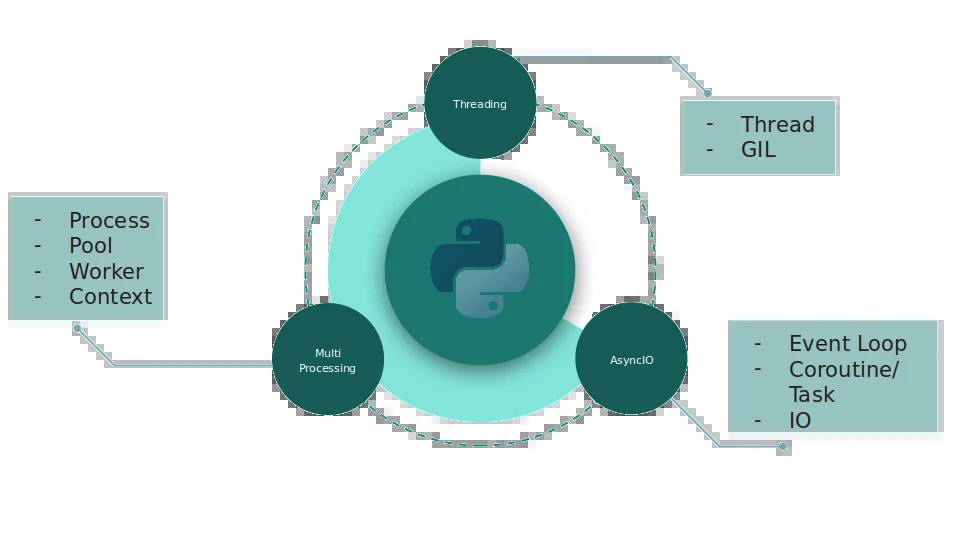 Threading
- Thread
- GIL
- Process
- Pool
- Worker
- Context
Multi
Processing
AsyncIO
- Event Loop
- Coroutine/
Task
- IO